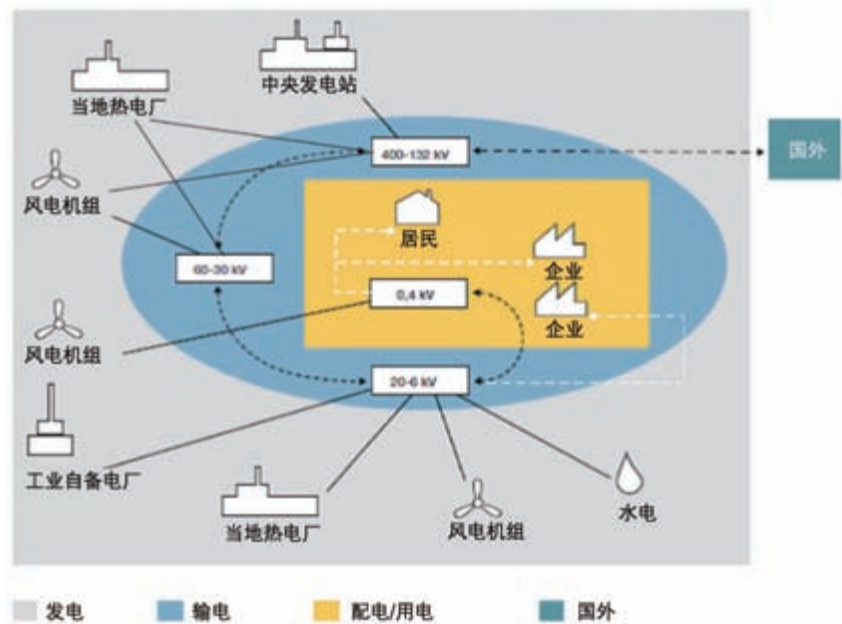 中央发电站
当地热电厂
400-132 kV
国外
风电机组
居民
企业
60-30 kV
0,4 kV
企业
风电机组
20-6 kV
工业自备电厂
当地热电厂
风电机组
水电
发电
输电
配电/用电
国外